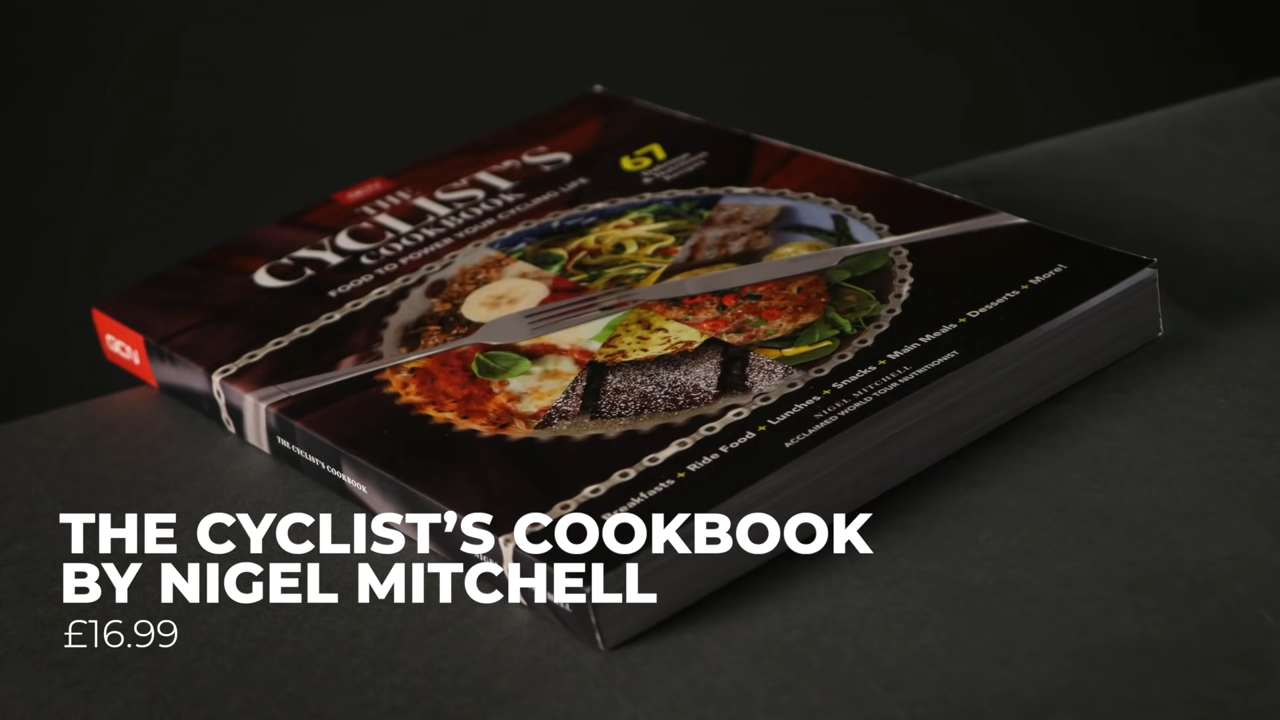 GCN
THE
CYCLIST'S
COOKBOOK
FOOD TO POWER YOUR CYCLING LIFE
67
GCN
Breakfasts + Ride Food + Lunches + Snacks + Main Meals + Desserts + More!
NIGEL MITCHELL
ACCLAIMED WORLD TOUR NUTRITIONIST
THE CYCLIST'S COOKBOOK
THE CYCLIST’S COOKBOOK
BY NIGEL MITCHELL
£16.99